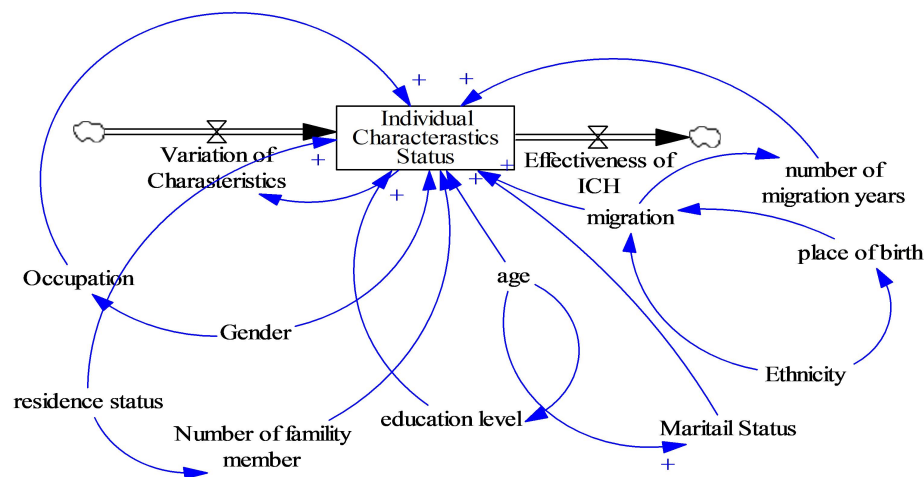 +
+
Individual
Characterastics
Status
Variation of
Charasteristics
+
+
+
+
Effectiveness of
ICH
number of
migration years
migration
place of birth
Occupation
age
Gender
Ethnicity
residence status
education level
Number of famility
member
Maritail Status
+